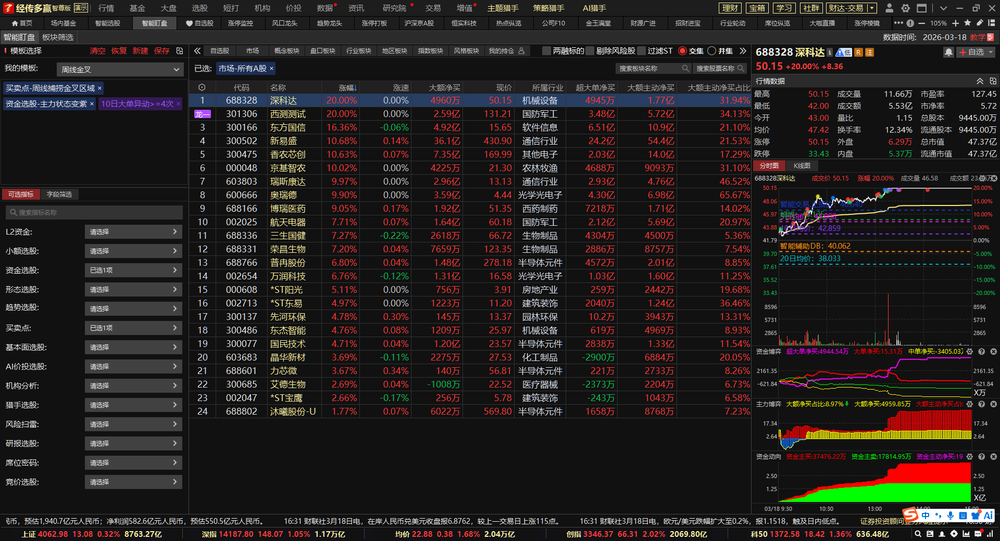 经传多赢 智尊版 演示 行情 基金 大盘 选股 短打 机构 价投 数据 资讯 研究院 交易 增值 主题猎手 策略猎手 AI猎手 理财 宝箱 学习 社群 财达-交易
首页 场内基金 智能选股 智能盯盘 自选股 涨停监控 风口龙头 趋势龙头 涨停打板 沪深京A股 恒实科技 热点纵览 公司F10 金玉满堂 财源广进 招财进宝 行业轮动 席位纵览 大咖直播 涨停棱镜 105%
智能盯盘 板块筛选 数据时间: 2026-03-18 教学
模板选择 清空 恢复 新建 保存
我的模板: 周线金叉
买卖点-周线捕捞金叉区域 ×
资金选股-主力状态变紫 × 10日大单异动>=4次 ×
可选指标 字段筛选
搜索指标名称
L2资金: 请选择
小额选股: 请选择
资金选股: 已选1项
形态选股: 请选择
趋势选股: 请选择
买卖点: 已选1项
基本面选股: 请选择
AI价投选股: 请选择
机构分析: 请选择
猎手选股: 请选择
风险扫雷: 请选择
研报选股: 请选择
席位密码: 请选择
竞价选股: 请选择
自选股 市场 概念板块 盘口板块 行业板块 地区板块 指数板块 风格板块 我的持仓 两融标的 剔除风险股 过滤ST 交集 并集
已选: 市场-所有A股 × 搜索板块名称 搜索股票名称
代码 名称 涨幅↓ 涨速 大额净买 现价 所属行业 超大单净买 大额主动净买 大额主动净买占比
1 688328 深科达 20.00% 0.00% 4960万 50.15 机械设备 4945万 1.77亿 31.94%
龙一 301306 西测测试 20.00% 0.00% 2.59亿 131.21 国防军工 3.48亿 5.72亿 34.13%
3 300166 东方国信 16.36% -0.06% 4.92亿 15.65 软件信息 6.51亿 10.9亿 21.10%
4 300502 新易盛 10.68% 0.14% 36.1亿 430.90 通信行业 24.2亿 54.4亿 21.53%
5 300475 香农芯创 10.63% 0.07% 7.35亿 169.99 其他电子 2.03亿 14.0亿 17.29%
6 000048 京基智农 10.02% 0.00% 4225万 21.30 农林牧渔 4688万 9093万 31.10%
7 603803 瑞斯康达 9.97% 0.00% 2.96亿 13.13 通信行业 2.93亿 4.76亿 46.52%
8 600666 奥瑞德 9.90% 0.00% 3.59亿 4.44 光学光电子 4.30亿 6.98亿 65.67%
9 688166 博瑞医药 9.05% 0.17% 1.92亿 51.35 西药制药 7218万 1.71亿 14.02%
10 002025 航天电器 7.71% 0.07% 1.64亿 60.18 国防军工 2.12亿 5.69亿 20.97%
11 688336 三生国健 7.27% -0.22% 2618万 66.72 生物制品 4304万 4500万 5.36%
12 688331 荣昌生物 7.20% 0.04% 7659万 123.35 生物制品 2886万 8757万 7.54%
13 688766 普冉股份 6.80% 0.04% 1.48亿 278.18 半导体元件 4572万 2.01亿 8.85%
14 002654 万润科技 6.76% -0.12% 1.31亿 16.58 光学光电子 1.03亿 1.60亿 11.25%
15 000608 *ST阳光 5.11% 0.00% 756万 3.91 房地产业 259万 2442万 19.68%
16 002713 *ST东易 4.97% 0.00% 1223万 11.20 建筑装饰 2040万 1.24亿 36.46%
17 300137 先河环保 4.78% 0.30% 145万 13.37 园林环保 10.2万 3943万 13.31%
18 300486 东杰智能 4.76% 0.08% 1209万 25.97 机械设备 619万 4969万 8.93%
19 300077 国民技术 4.71% 0.04% 1.20亿 23.57 半导体元件 2838万 1.33亿 11.54%
20 603683 晶华新材 3.69% -0.11% 2275万 27.53 化工制品 -2900万 6884万 20.05%
21 688601 力芯微 3.67% 0.34% 140万 56.81 半导体元件 221万 2733万 8.26%
22 300685 艾德生物 2.69% 0.04% -1008万 22.52 医疗器械 -2373万 2204万 6.73%
23 002047 *ST宝鹰 2.66% -0.17% 256万 5.78 建筑装饰 -243万 1043万 6.58%
24 688802 沐曦股份-U 1.77% 0.07% 6022万 569.80 半导体元件 1658万 8768万 7.23%
688328 深科达 低 R 注 自选
50.15 +20.00% +8.36
行情数据
最高 50.15 成交量 11.66万 市盈率 127.45
最低 42.00 成交额 5.53亿 市净率 5.72
今开 43.00 量比 1.15 总股本 9445.00万
均价 47.42 换手率 12.34% 流通股本 9445.00万
涨停 50.15 外盘 6.29万 总市值 47.37亿
跌停 33.43 内盘 5.37万 流通市值 47.37亿
分时图 K线图
688328深科达 成交价 50.15 涨幅 20.00% 成交量 46.58 成交额
50.15 20.00%
48.06 15.00%
45.97 10.00%
43.88 5.00%
10日均价: 42.859
41.79 0.00%
智能辅助DB: 40.062
39.70 -5.00%
20日均价: 38.033
37.61 -10.00%
35.52 -15.00%
33.43 -20.00%
8596 8596
5731 5731
2865 2865
资金博弈 超大单净买:4944.54万 大单净买:15.31万 中单净买:-3405.03万
2161.35 2161.35
-621.84 -621.84
X万
主力博弈 大额净买占比:8.97% 大额净买:4959.85万 大额主动净买占比
17.34 17.34
2.64 2.64
资金动向 资金主买:37476.22万 资金主卖:17814.95万 资金主动净买:19
2.50 2.50
1.25 1.25
X亿
03/18 9:30 10:30 13:00 14:00 15:00
民币，预估1,940.7亿元人民币；净利润582.6亿元人民币，预估550.5亿元人民币。 16:31 财联社3月18日电，在岸人民币兑美元收盘报6.8762，较上一交易日上涨115点。 16:31 财联社3月18日电，欧元/美元跌幅扩大至0.2%，报1.1518，触及日内低点。 证券投资顾问业务风险提示
中 Ai
上证 4062.98 13.08 0.32% 8763.27亿 深指 14187.80 148.07 1.05% 1.17万亿 均价 22.88 0.38 1.68% 2.04万亿 创指 3346.37 66.31 2.02% 2069.80亿 科50 1372.58 18.42 1.36% 636.48亿